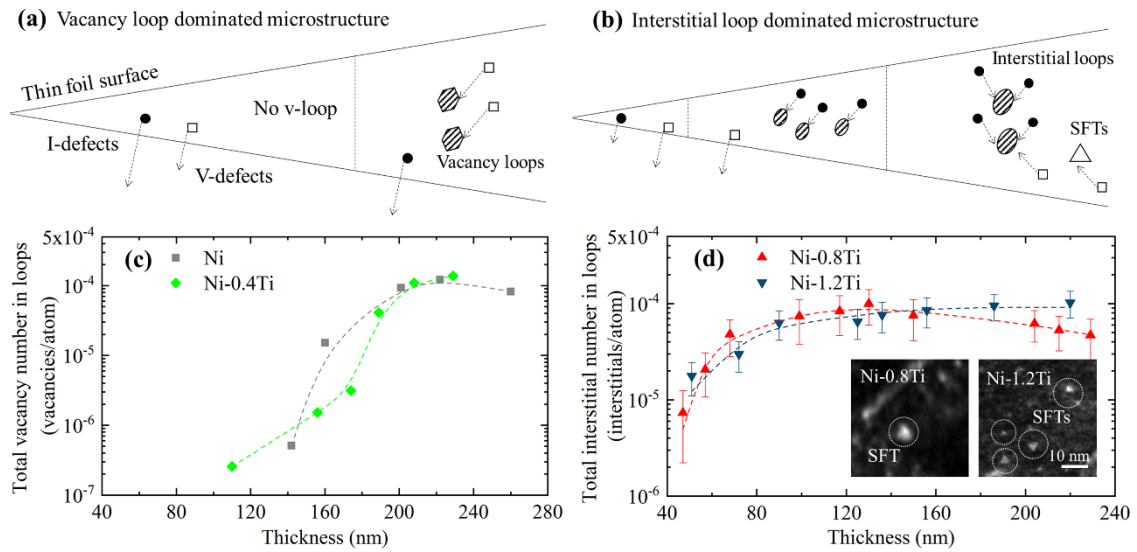 (a) Vacancy loop dominated microstructure
Thin foil surface
No v-loop
I-defects
V-defects
Vacancy loops
(b) Interstitial loop dominated microstructure
Interstitial loops
SFTs
(c)
Ni
Ni-0.4Ti
Total vacancy number in loops
(vacancies/atom)
5x10⁻⁴
10⁻⁴
10⁻⁵
10⁻⁶
10⁻⁷
40 80 120 160 200 240 280
Thickness (nm)
(d)
Ni-0.8Ti
Ni-1.2Ti
Total interstitial number in loops
(interstitials/atom)
5x10⁻⁴
10⁻⁴
10⁻⁵
10⁻⁶
Ni-0.8Ti
SFT
Ni-1.2Ti
SFTs
10 nm
40 80 120 160 200 240
Thickness (nm)